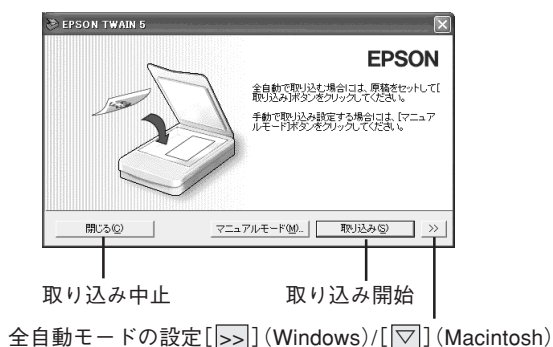 EPSON TWAIN 5
EPSON
全自動で取り込む場合には、原稿をセットして[
取り込み]ボタンをクリックしてください。
手動で取り込み設定する場合には、[マニュア
ルモード]ボタンをクリックしてください。
閉じる(C)
マニュアルモード(M)...
取り込み(S)
>>
取り込み中止
取り込み開始
全自動モードの設定[>>](Windows)/[▽](Macintosh)